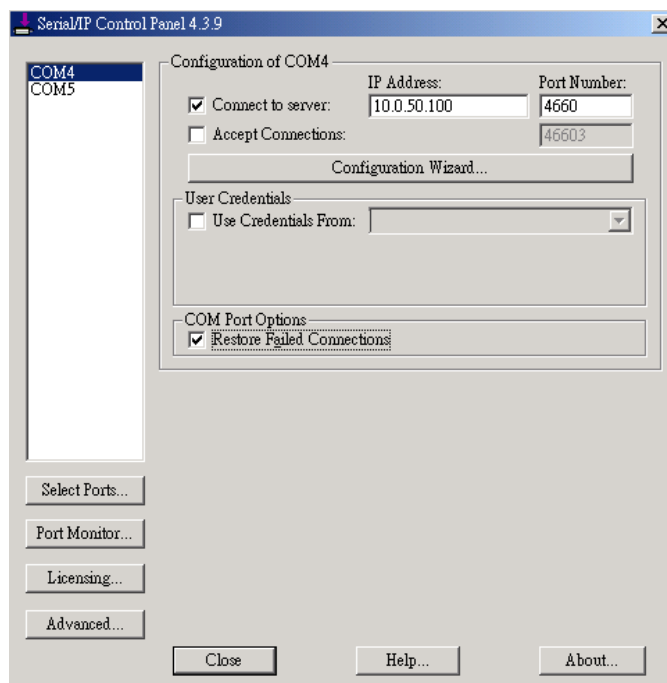 Serial/IP Control Panel 4.3.9
COM4
COM5
Configuration of COM4
IP Address: Port Number:
Connect to server: 10.0.50.100 4660
Accept Connections: 46603
Configuration Wizard...
User Credentials
Use Credentials From:
COM Port Options
Restore Failed Connections
Select Ports...
Port Monitor...
Licensing...
Advanced...
Close Help... About...